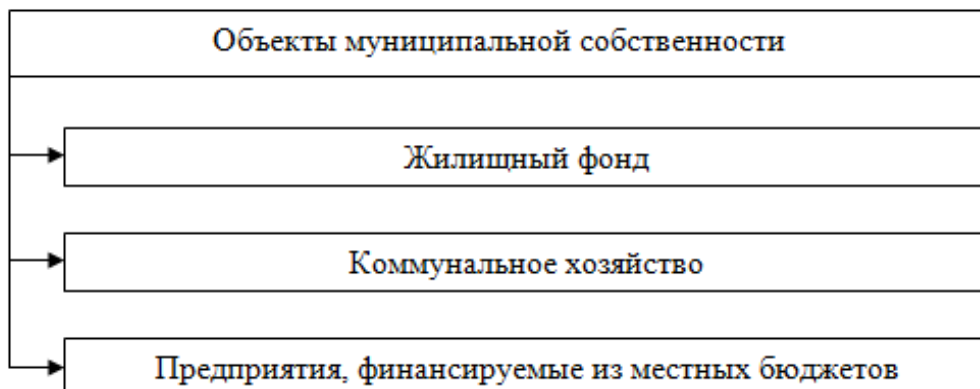 Объекты муниципальной собственности
Жилищный фонд
Коммунальное хозяйство
Предприятия, финансируемые из местных бюджетов